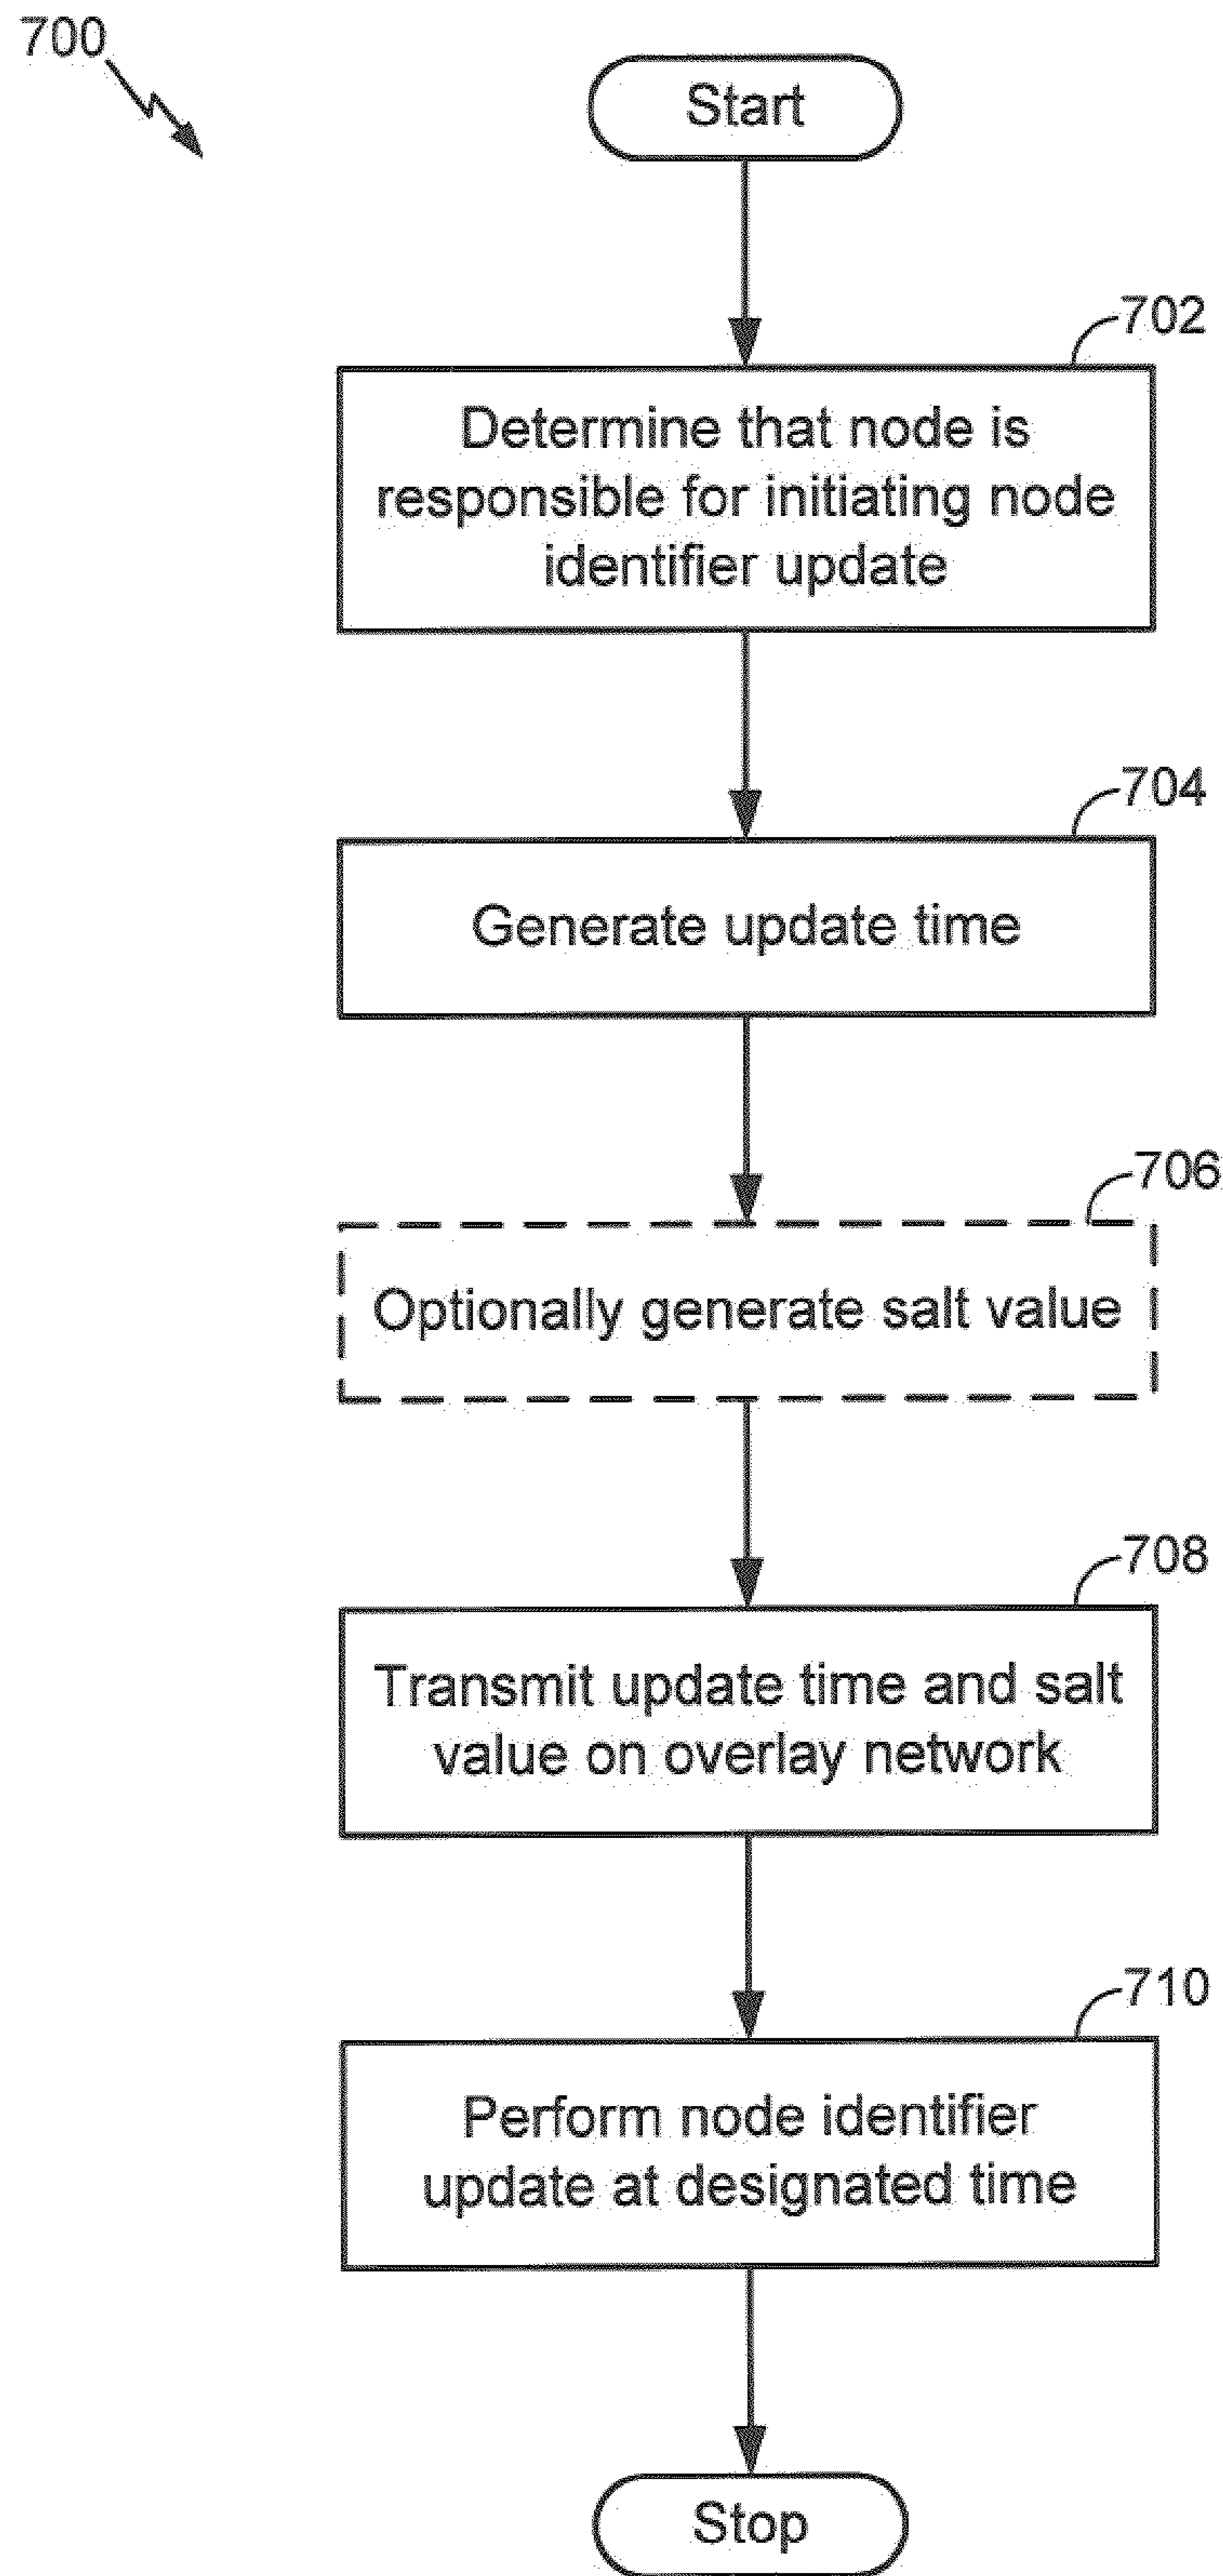 700
Start
702
Determine that node is
responsible for initiating node
identifier update
704
Generate update time
706
Optionally generate salt value
708
Transmit update time and salt
value on overlay network
710
Perform node identifier
update at designated time
Stop